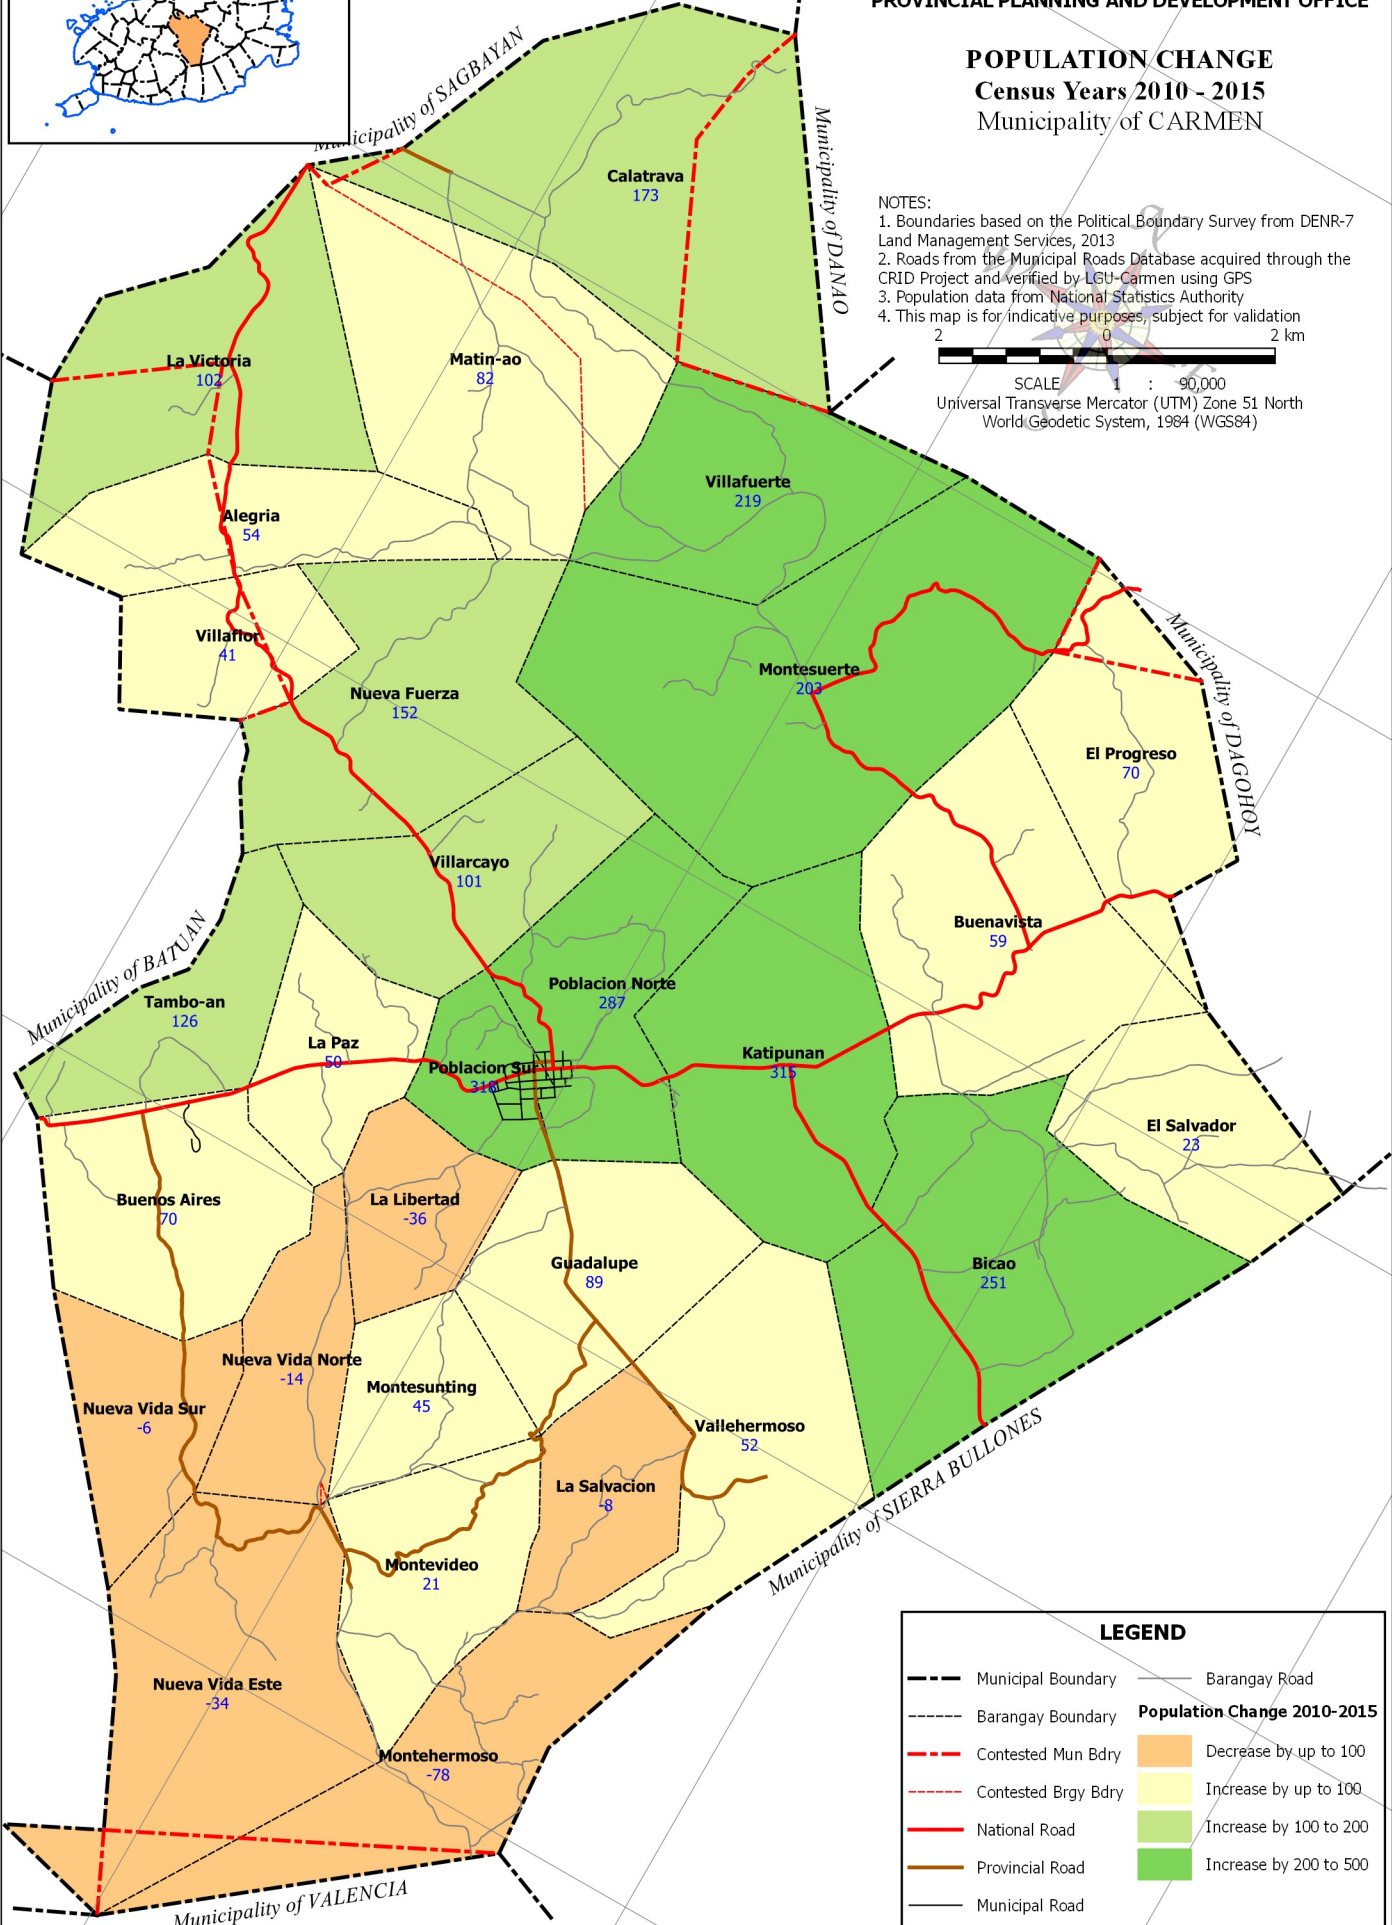 PROVINCIAL PLANNING AND DEVELOPMENT OFFICE
POPULATION CHANGE
Census Years 2010 - 2015
Municipality of CARMEN
NOTES:
1. Boundaries based on the Political Boundary Survey from DENR-7
Land Management Services, 2013
2. Roads from the Municipal Roads Database acquired through the
CRID Project and verified by LGU-Carmen using GPS
3. Population data from National Statistics Authority
4. This map is for indicative purposes, subject for validation
2 0 2 km
SCALE 1 : 90,000
Universal Transverse Mercator (UTM) Zone 51 North
World Geodetic System, 1984 (WGS84)
Municipality of SAGBAYAN
Municipality of DANAO
Calatrava
173
La Victoria
102
Matin-ao
82
Villafuerte
219
Alegria
54
Villaflor
41
Nueva Fuerza
152
Montesuerte
203
Municipality of DAGOHOY
El Progreso
70
Villarcayo
101
Buenavista
59
Municipality of BATUAN
Tambo-an
126
Poblacion Norte
287
La Paz
50
Poblacion Sur
318
Katipunan
315
El Salvador
23
Buenos Aires
70
La Libertad
-36
Guadalupe
89
Bicao
251
Nueva Vida Norte
-14
Montesunting
45
Nueva Vida Sur
-6
Vallehermoso
52
La Salvacion
-8
Municipality of SIERRA BULLONES
Montevideo
21
Nueva Vida Este
-34
Montehermoso
-78
Municipality of VALENCIA
LEGEND
Municipal Boundary
Barangay Boundary
Contested Mun Bdry
Contested Brgy Bdry
National Road
Provincial Road
Municipal Road
Barangay Road
Population Change 2010-2015
Decrease by up to 100
Increase by up to 100
Increase by 100 to 200
Increase by 200 to 500